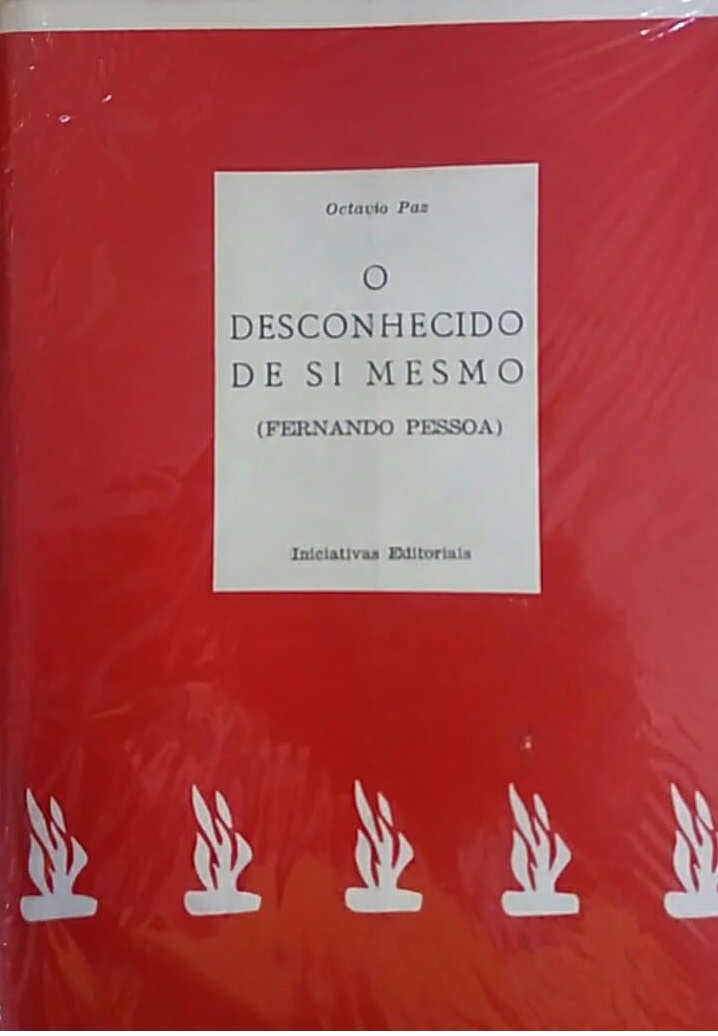 Octavio Paz
O
DESCONHECIDO
DE SI MESMO
(FERNANDO PESSOA)
Iniciativas Editoriais